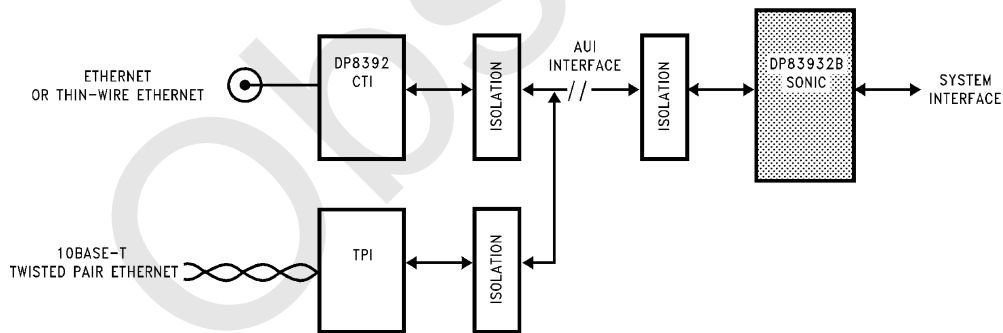 ETHERNET
OR THIN-WIRE ETHERNET
DP8392
CTI
ISOLATION
AUI
INTERFACE
ISOLATION
DP83932B
SONIC
SYSTEM
INTERFACE
10BASE-T
TWISTED PAIR ETHERNET
TPI
ISOLATION
Obs